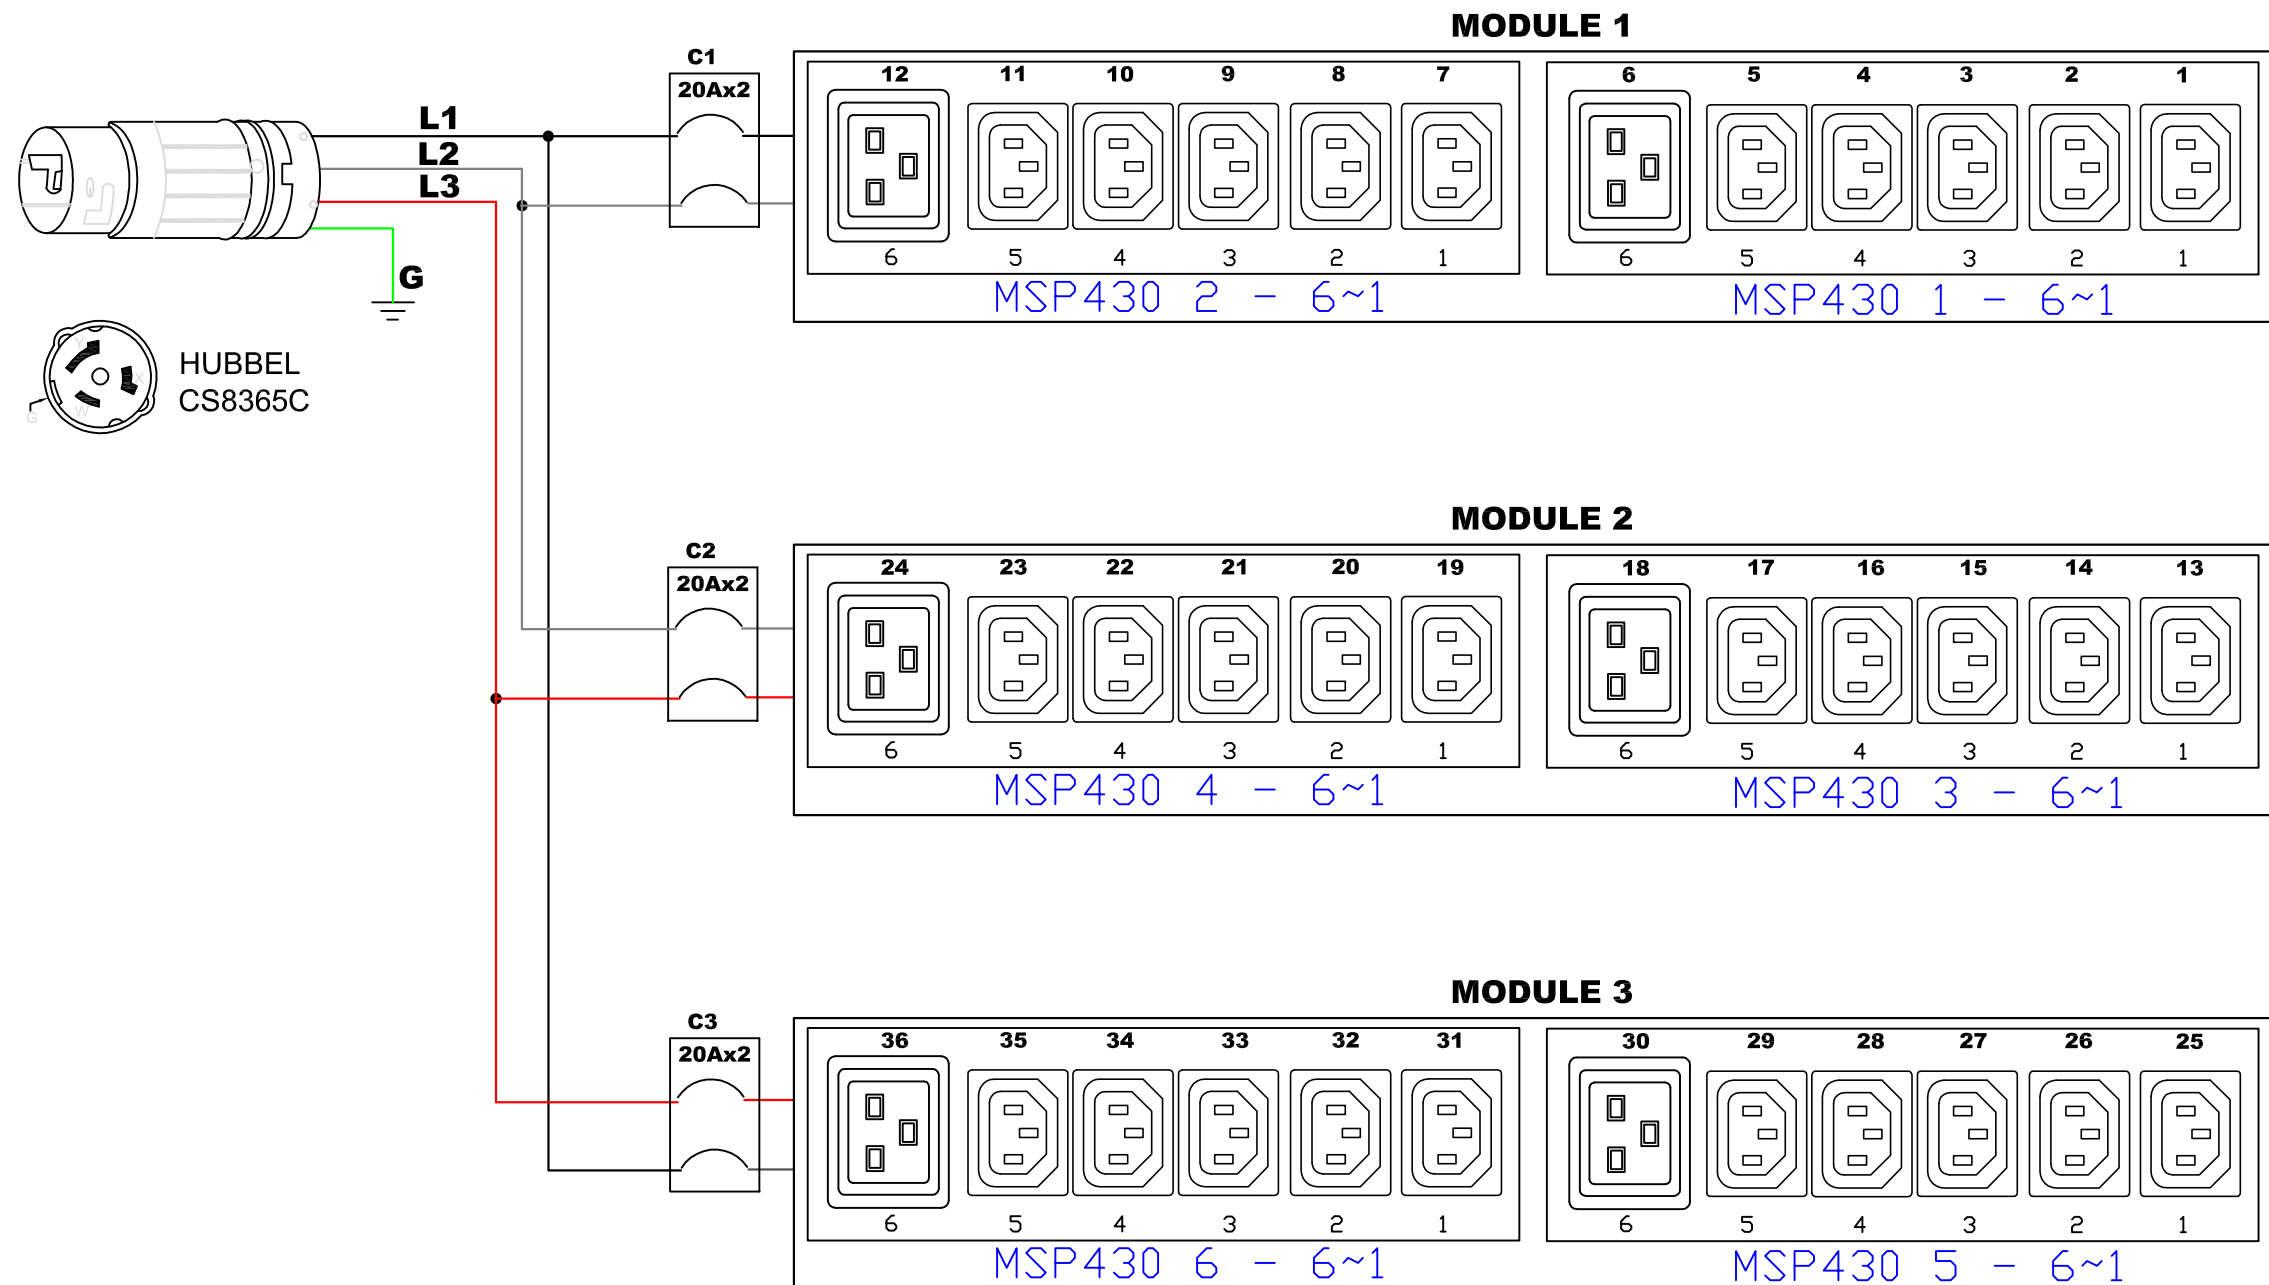 MODULE 1
C1
20Ax2
12 11 10 9 8 7 6 5 4 3 2 1
L1
L2
L3
G
6 5 4 3 2 1 6 5 4 3 2 1
MSP430 2 - 6~1 MSP430 1 - 6~1
Y
X
W
G
HUBBEL
CS8365C
MODULE 2
C2
20Ax2
24 23 22 21 20 19 18 17 16 15 14 13
6 5 4 3 2 1 6 5 4 3 2 1
MSP430 4 - 6~1 MSP430 3 - 6~1
MODULE 3
C3
20Ax2
36 35 34 33 32 31 30 29 28 27 26 25
6 5 4 3 2 1 6 5 4 3 2 1
MSP430 6 - 6~1 MSP430 5 - 6~1